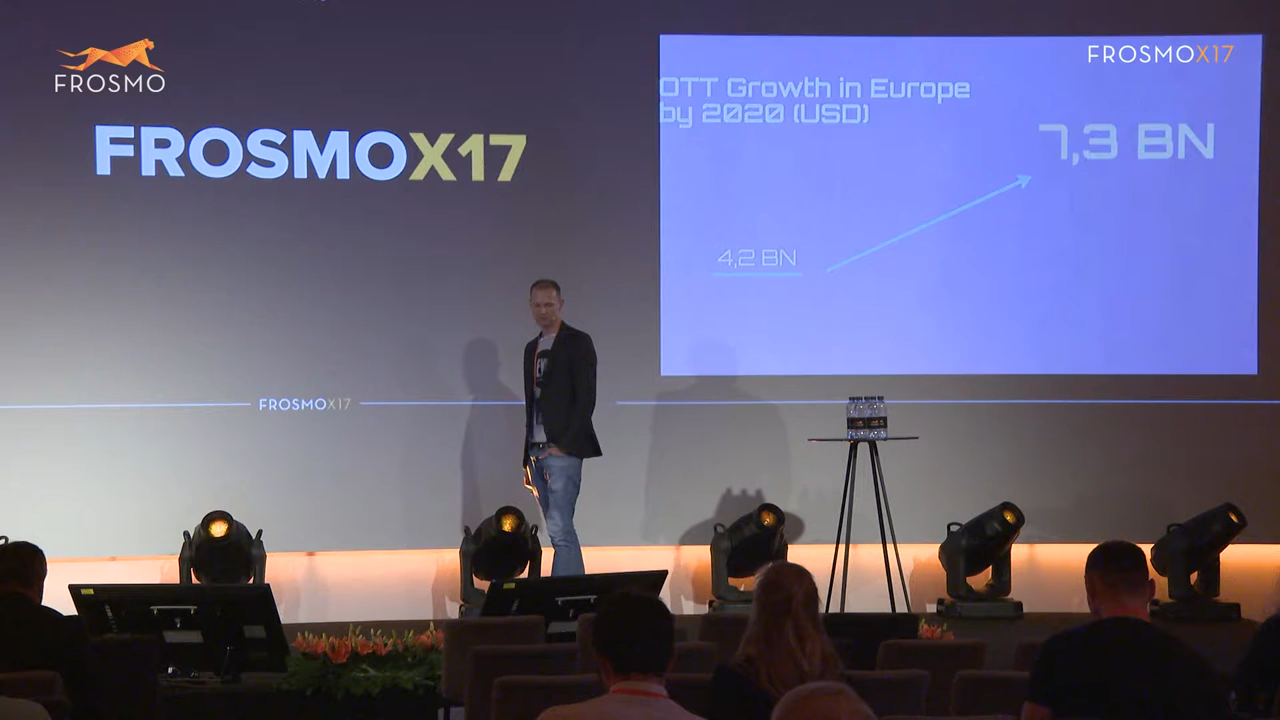 FROSMO
FROSMOX17
FROSMOX17
OTT Growth in Europe
by 2020 (USD)
7,3 BN
4,2 BN
FROSMOX17